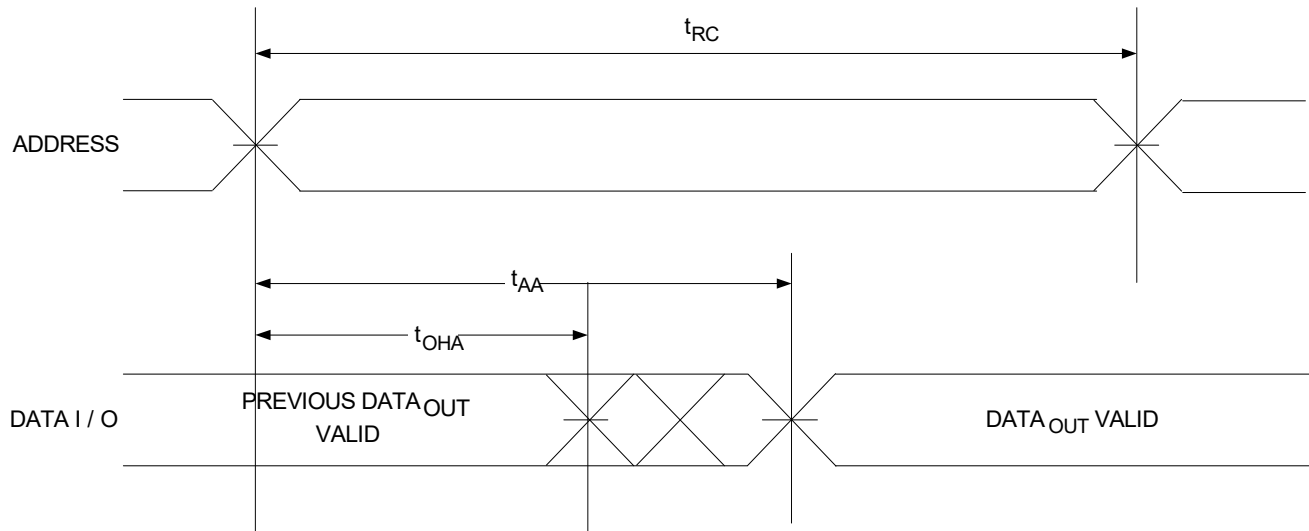 tRC
ADDRESS
tAA
tOHA
DATA I / O
PREVIOUS DATAOUT
VALID
DATAOUT VALID